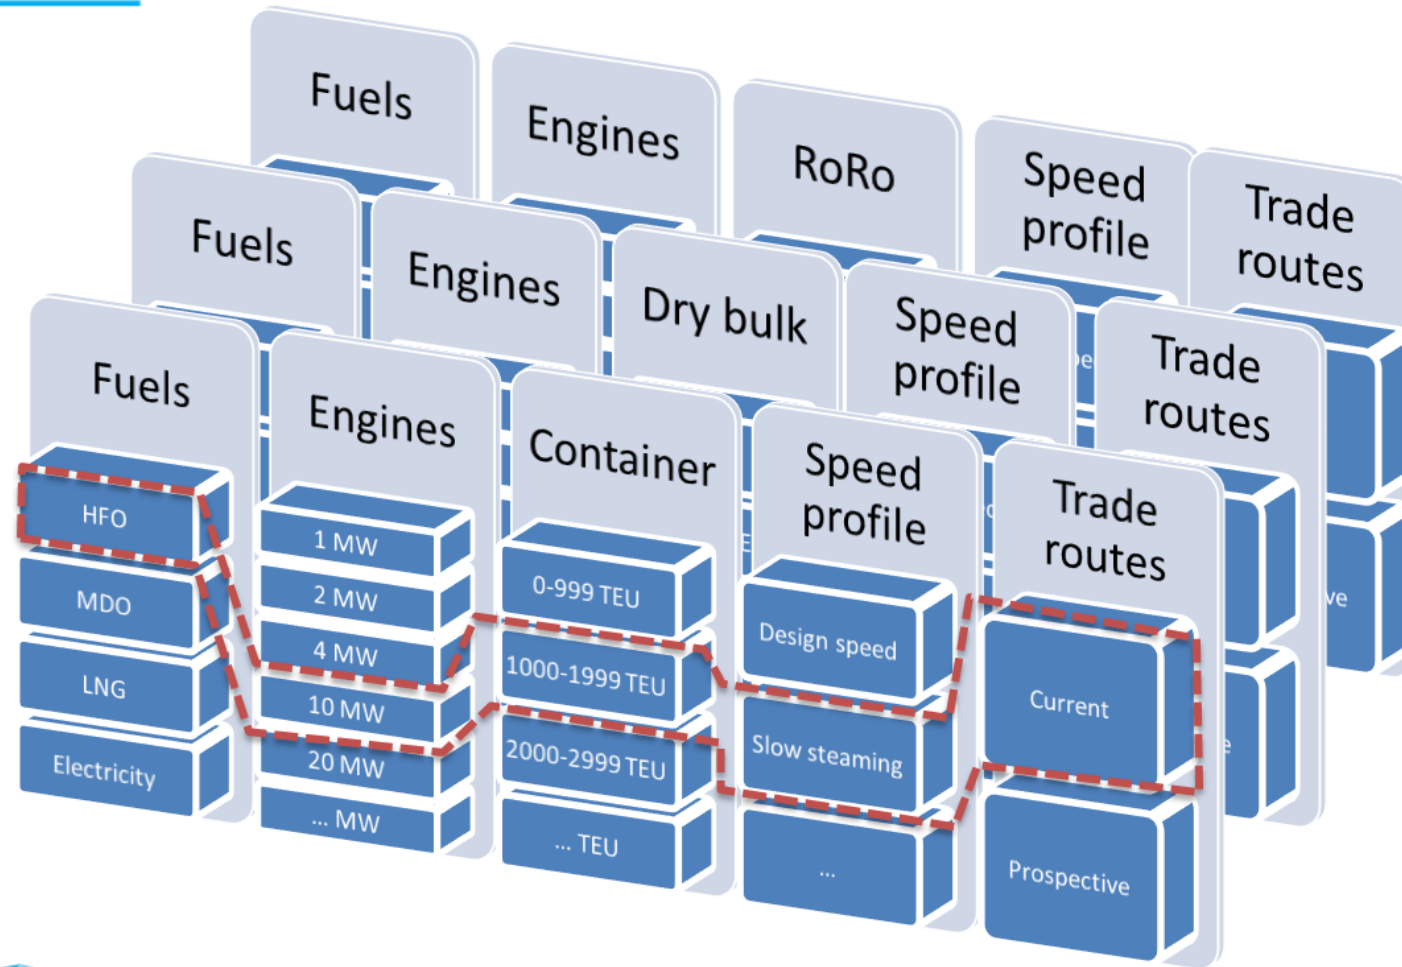 Fuels
Engines
RoRo
Speed
profile
Trade
routes
Fuels
Engines
Dry bulk
Speed
profile
Trade
routes
Fuels
HFO
MDO
LNG
Electricity
Engines
1 MW
2 MW
4 MW
10 MW
20 MW
... MW
Container
0-999 TEU
1000-1999 TEU
2000-2999 TEU
... TEU
Speed
profile
Design speed
Slow steaming
...
Trade
routes
Current
Prospective